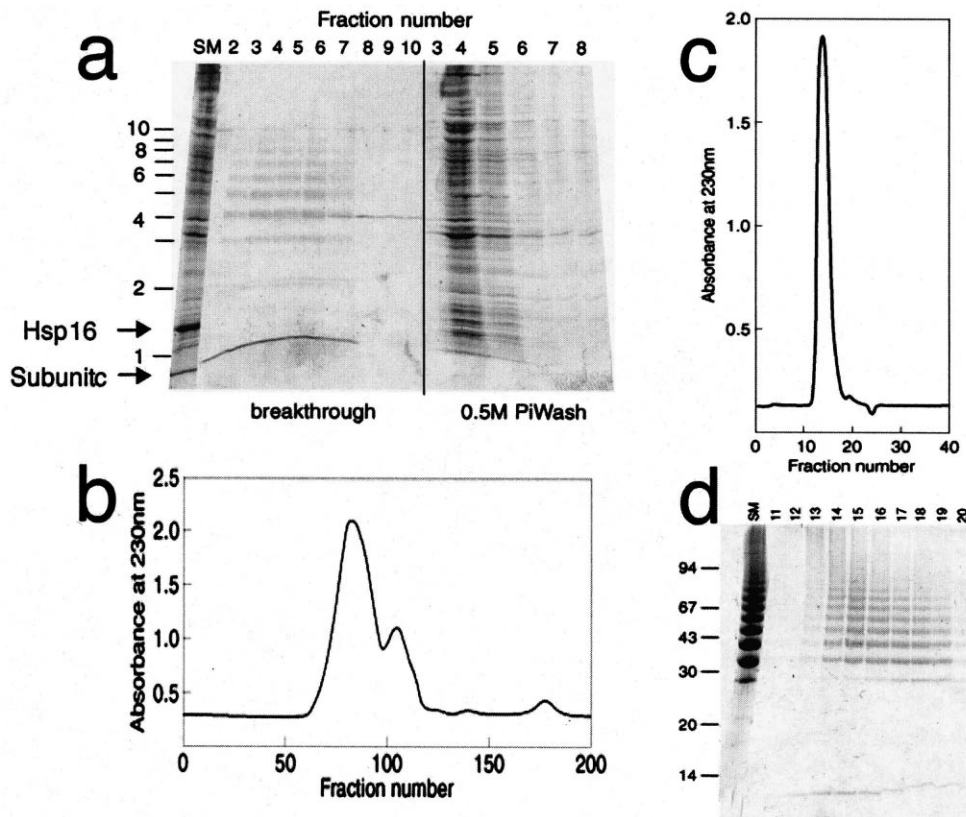 a
Fraction number
SM 2 3 4 5 6 7 8 9 10 3 4 5 6 7 8
10
8
6
4
2
Hsp16
1
Subunitc
breakthrough
0.5M PiWash
b
Absorbance at 230nm
2.5
2.0
1.5
1.0
0.5
0 50 100 150 200
Fraction number
c
Absorbance at 230nm
2.0
1.5
1.0
0.5
0 10 20 30 40
Fraction number
d
SM 11 12 13 14 15 16 17 18 19 20
94
67
43
30
20
14